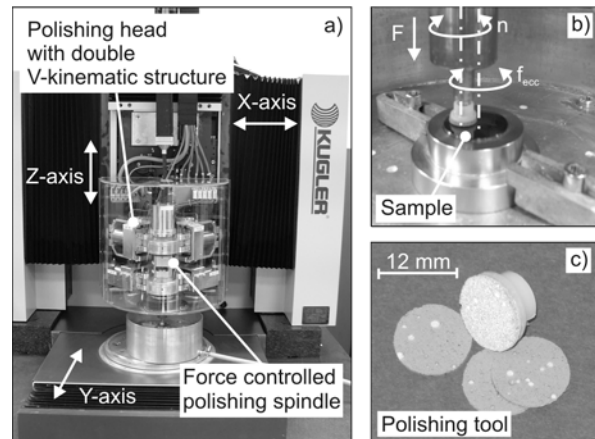 a)
Polishing head
with double
V-kinematic structure
X-axis
Z-axis
KUGLER
Force controlled
polishing spindle
Y-axis
b)
F
n
fecc
Sample
c)
12 mm
Polishing tool